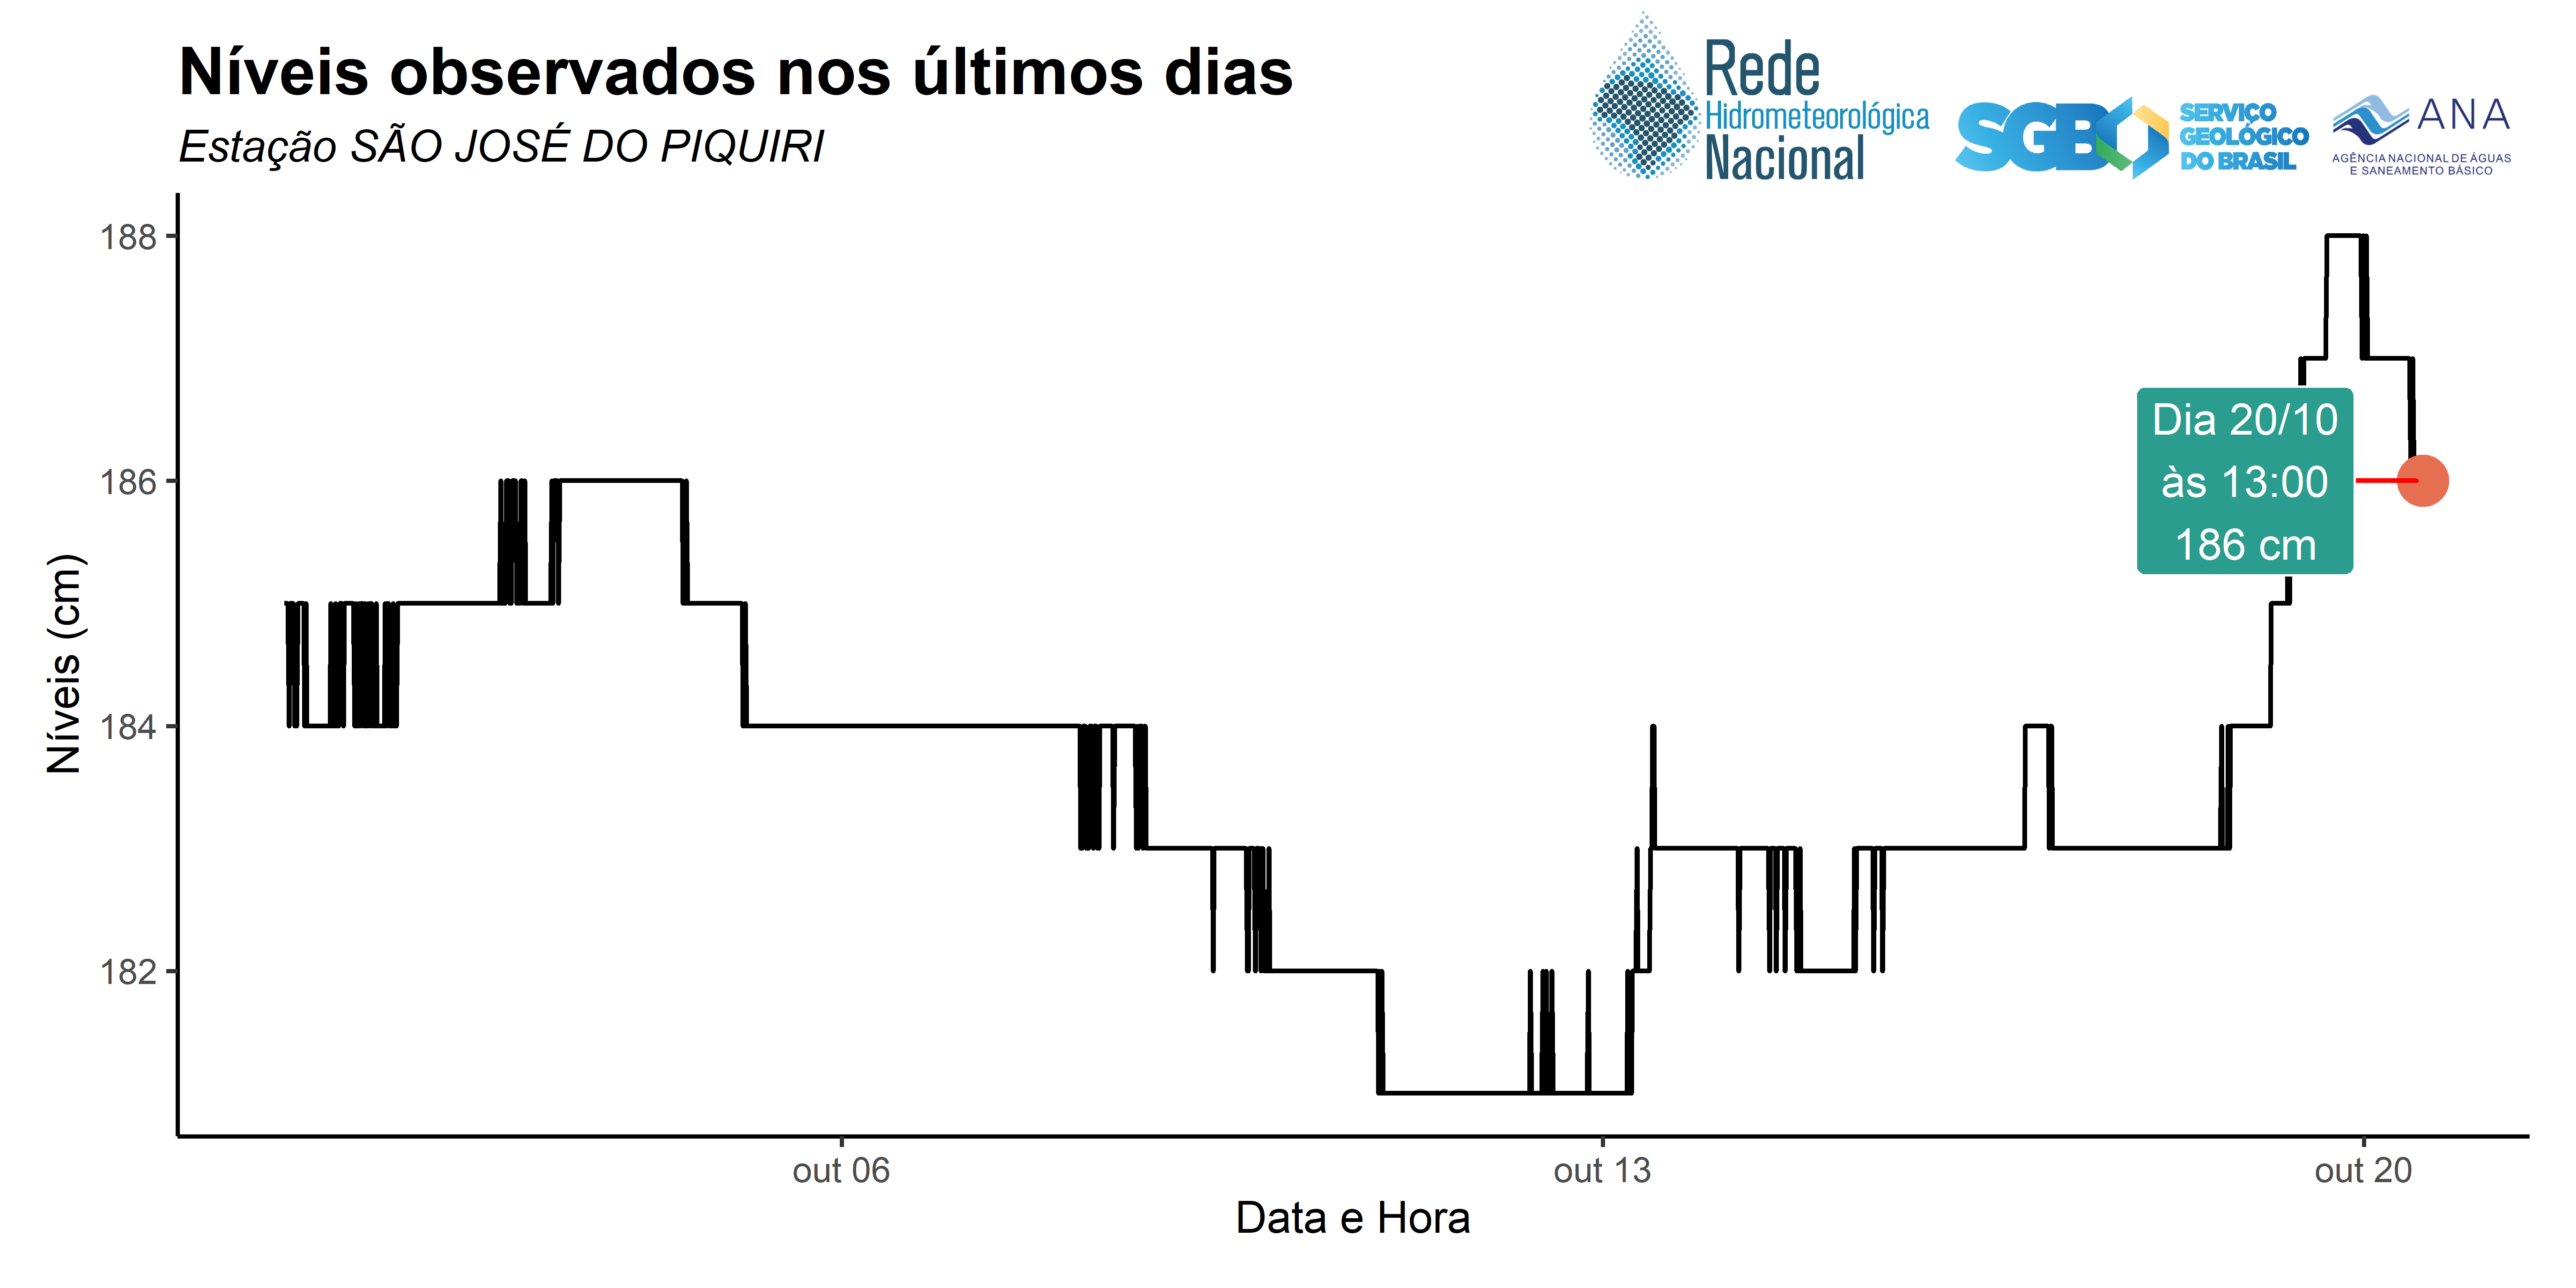 Níveis observados nos últimos dias
Estação SÃO JOSÉ DO PIQUIRI
Rede
Hidrometeorológica
Nacional
SGB
SERVIÇO
GEOLÓGICO
DO BRASIL
ANA
AGÊNCIA NACIONAL DE ÁGUAS
E SANEAMENTO BÁSICO
188
186
184
182
Níveis (cm)
Dia 20/10
às 13:00
186 cm
out 06
out 13
out 20
Data e Hora